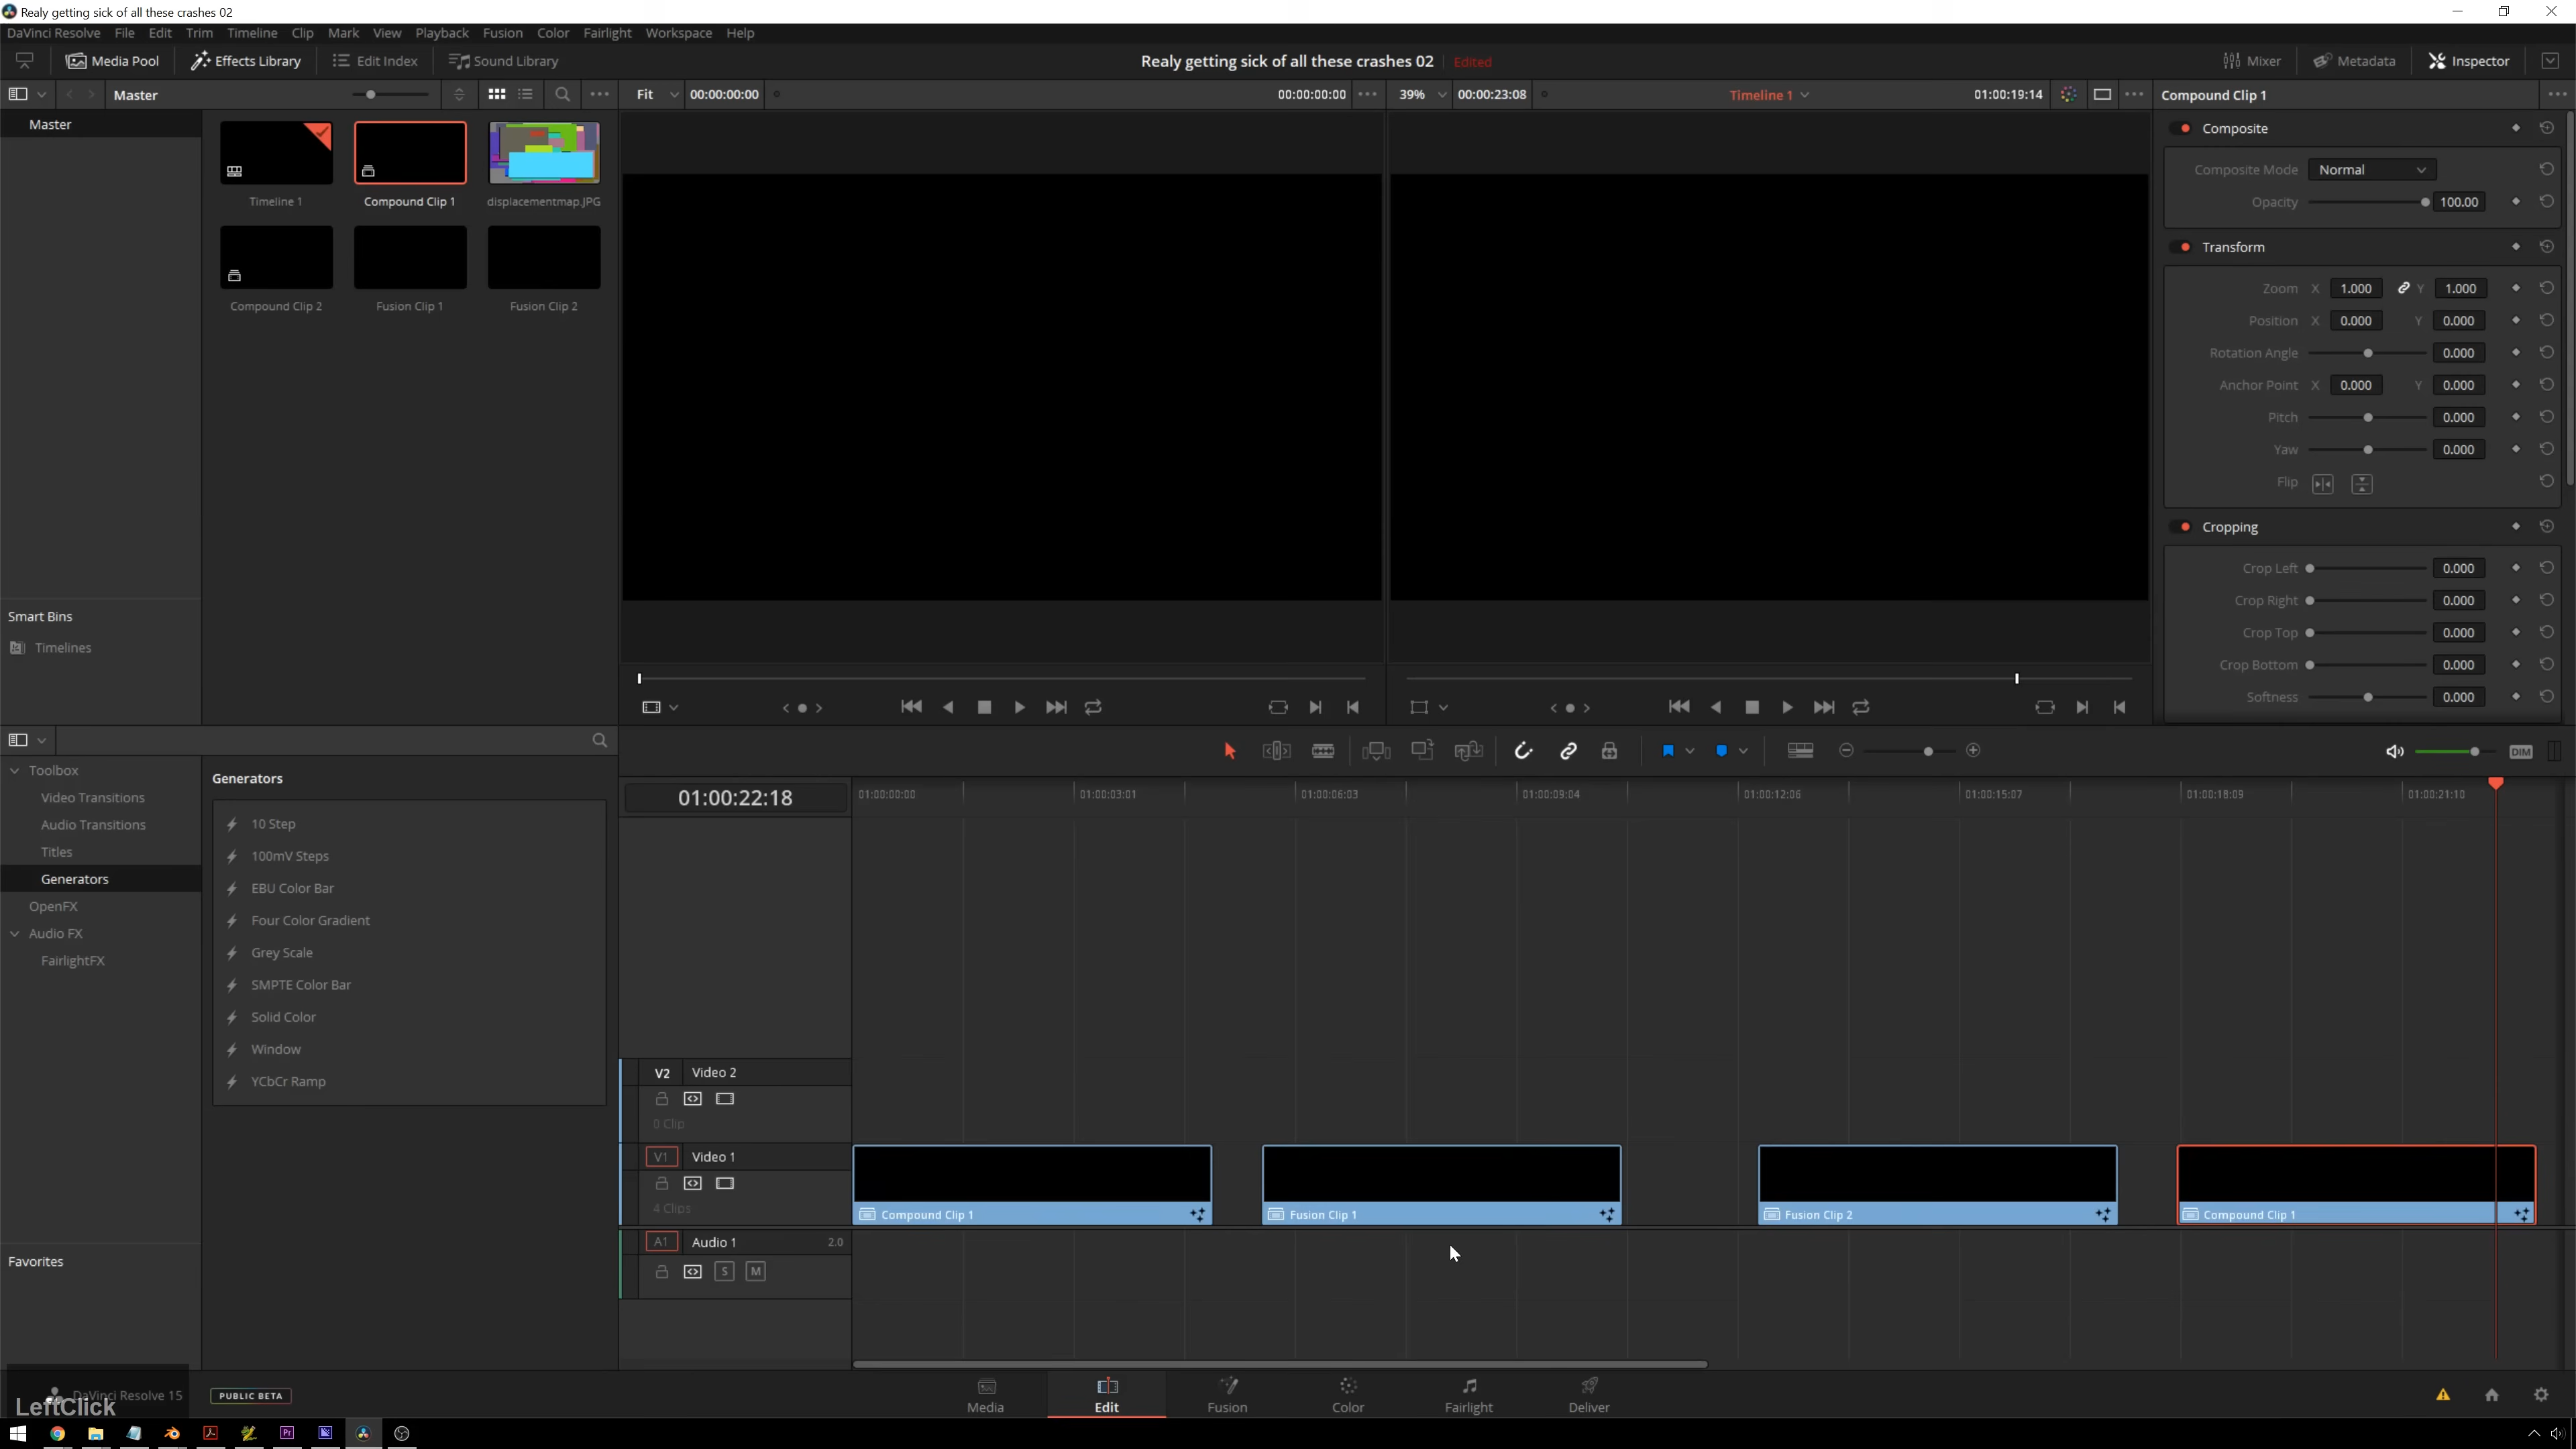 Realy getting sick of all these crashes 02
DaVinci Resolve File Edit Trim Timeline Clip Mark View Playback Fusion Color Fairlight Workspace Help
Media Pool Effects Library Edit Index Sound Library Realy getting sick of all these crashes 02 Edited Mixer Metadata Inspector
Master Fit 00:00:00:00 00:00:00:00 39% 00:00:23:08 Timeline 1 01:00:19:14 Compound Clip 1
Master
Timeline 1 Compound Clip 1 displacementmap.JPG
Compound Clip 2 Fusion Clip 1 Fusion Clip 2
Smart Bins
Timelines
Composite
Composite Mode Normal
Opacity 100.00
Transform
Zoom X 1.000 Y 1.000
Position X 0.000 Y 0.000
Rotation Angle 0.000
Anchor Point X 0.000 Y 0.000
Pitch 0.000
Yaw 0.000
Flip
Cropping
Crop Left 0.000
Crop Right 0.000
Crop Top 0.000
Crop Bottom 0.000
Softness 0.000
DIM
Toolbox
Video Transitions
Audio Transitions
Titles
Generators
OpenFX
Audio FX
FairlightFX
Favorites
Generators
10 Step
100mV Steps
EBU Color Bar
Four Color Gradient
Grey Scale
SMPTE Color Bar
Solid Color
Window
YCbCr Ramp
01:00:22:18 01:00:00:00 01:00:03:01 01:00:06:03 01:00:09:04 01:00:12:06 01:00:15:07 01:00:18:09 01:00:21:10
V2 Video 2
0 Clip
V1 Video 1
4 Clips
Compound Clip 1 Fusion Clip 1 Fusion Clip 2 Compound Clip 1
A1 Audio 1 2.0
S M
DaVinci Resolve 15 PUBLIC BETA
LeftClick
Media Edit Fusion Color Fairlight Deliver
Pr